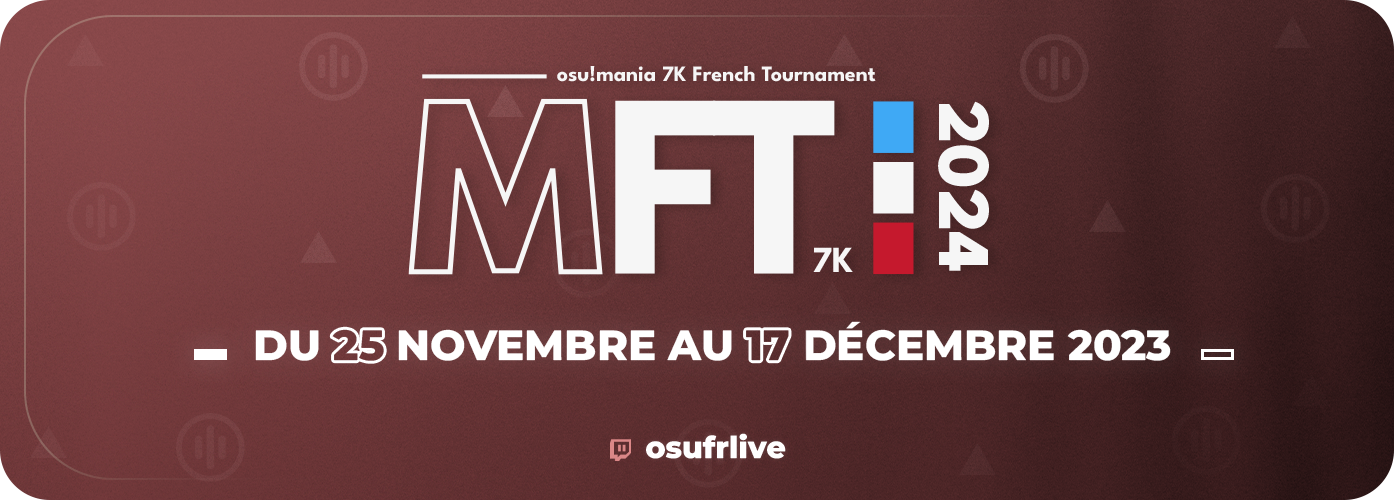 osu!mania 7K French Tournament
MFT 7K 2024
DU 25 NOVEMBRE AU 17 DÉCEMBRE 2023
osufrlive